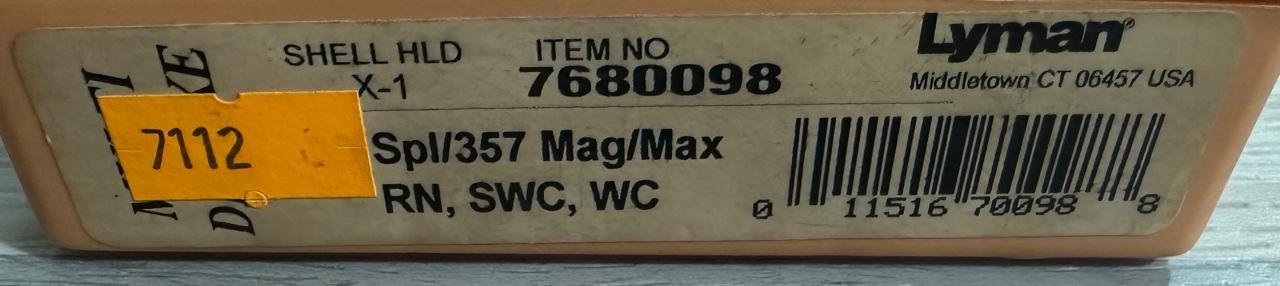 SHELL HLD
X-1
ITEM NO
7680098
Lyman®
Middletown CT 06457 USA
7112
Spl/357 Mag/Max
RN, SWC, WC
0 11516 70098 8